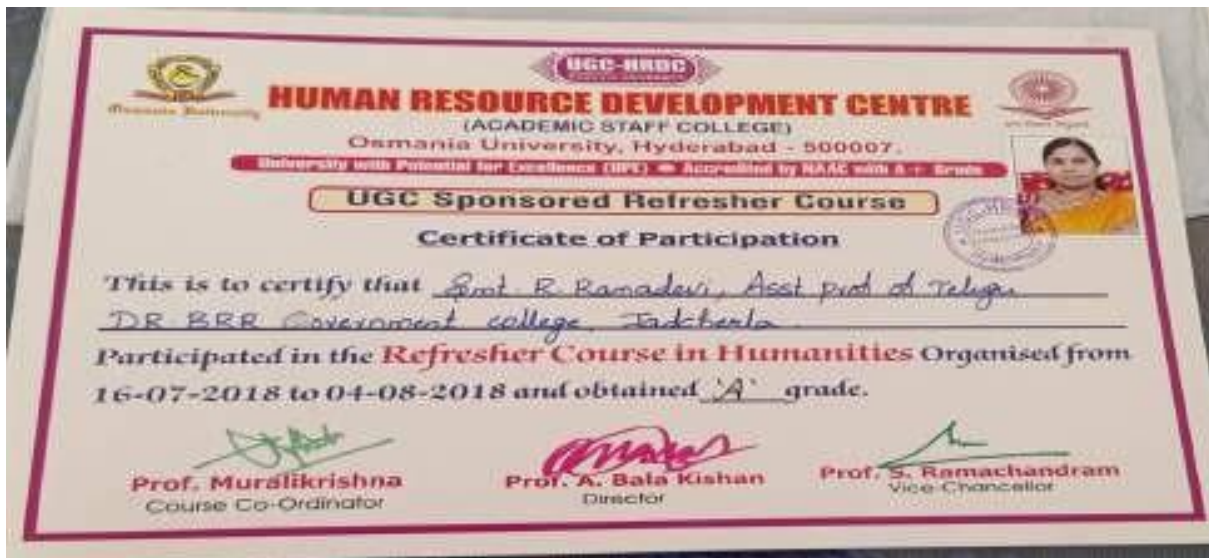 UGC-HRDC
Osmania University
HUMAN RESOURCE DEVELOPMENT CENTRE
(ACADEMIC STAFF COLLEGE)
Osmania University, Hyderabad - 500007.
University with Potential for Excellence (UPE) Accredited by NAAC with A+ Grade
UGC Sponsored Refresher Course
Certificate of Participation
This is to certify that Smt. R. Ramadevi, Asst prof of Telugu
DR. BRR Government college, Jadcherla
Participated in the Refresher Course in Humanities Organised from
16-07-2018 to 04-08-2018 and obtained 'A' grade.
Prof. Muralikrishna Prof. A. Bala Kishan Prof. S. Ramachandram
Course Co-Ordinator Director Vice-Chancellor